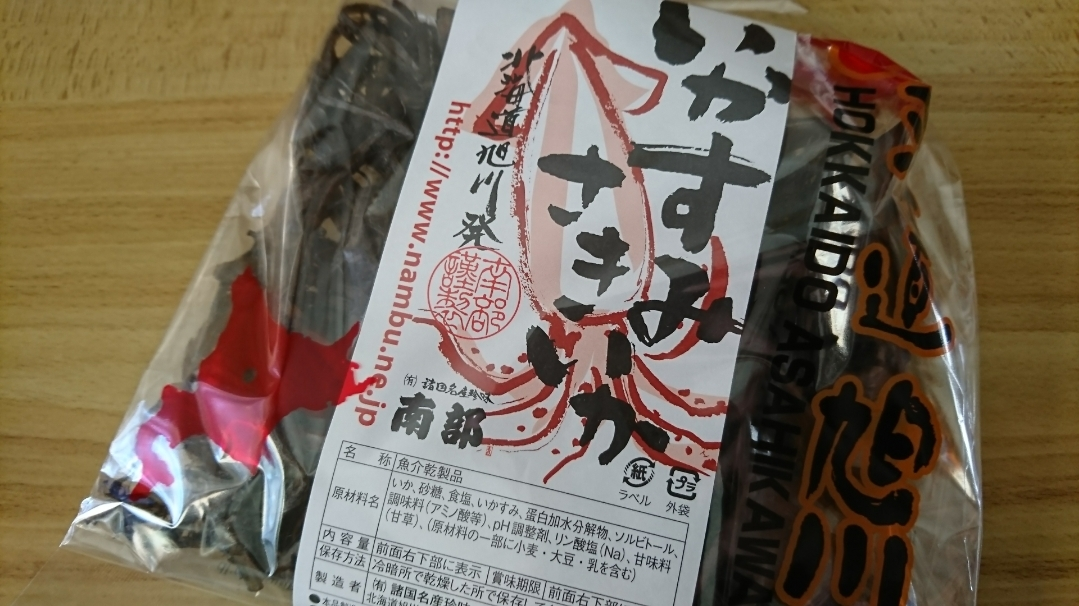 いかすみ
さきいか
北海道旭川発
http://www.nambu.ne.jp
南部
謹製
(有)諸国名産珍味
南部
紙
ラベル
プラ
外袋
名 称 魚介乾製品
原材料名 いか、砂糖、食塩、いかすみ、蛋白加水分解物、ソルビトール、
調味料(アミノ酸等)、pH調整剤、リン酸塩(Na)、甘味料
(甘草)、(原材料の一部に小麦・大豆・乳を含む)
内 容 量 前面右下部に表示 賞味期限 前面右下部に
保存方法 冷暗所で乾燥した所で保存して
製 造 者 (有)諸国名産珍味
HOKKAIDO ASAHIKAWA
道 旭川